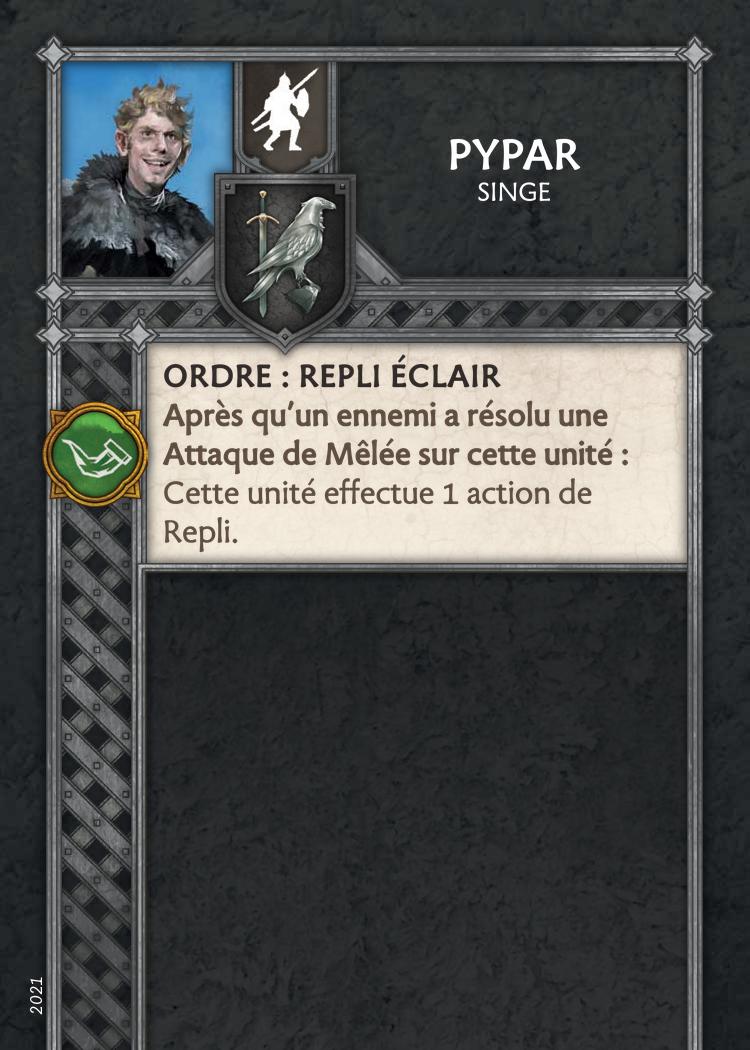 PYPAR
SINGE
ORDRE : REPLI ÉCLAIR
Après qu’un ennemi a résolu une
Attaque de Mêlée sur cette unité :
Cette unité effectue 1 action de
Repli.
2021